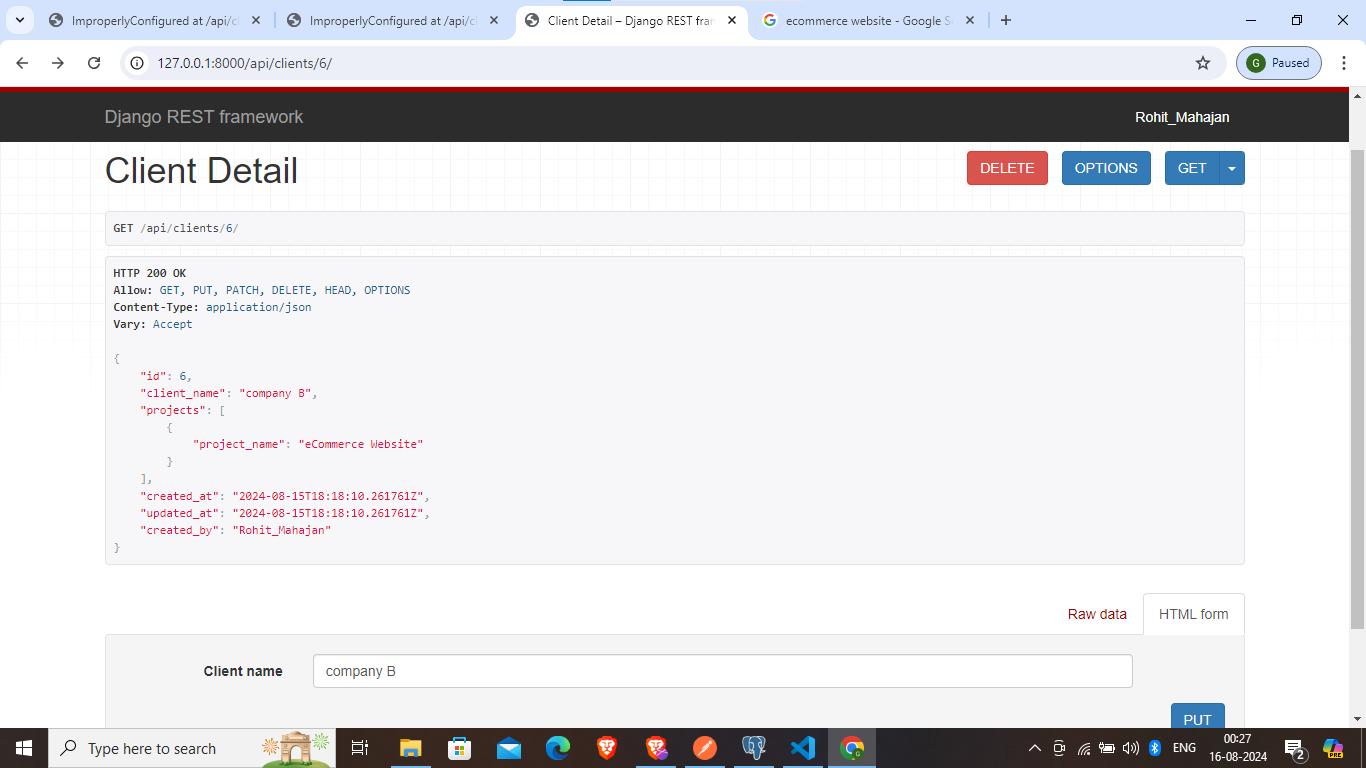 ImproperlyConfigured at /api/cl
ImproperlyConfigured at /api/cl
Client Detail – Django REST fran
ecommerce website - Google Se
127.0.0.1:8000/api/clients/6/
G Paused
Django REST framework
Rohit_Mahajan
Client Detail
DELETE
OPTIONS
GET
GET /api/clients/6/
HTTP 200 OK
Allow: GET, PUT, PATCH, DELETE, HEAD, OPTIONS
Content-Type: application/json
Vary: Accept
{
"id": 6,
"client_name": "company B",
"projects": [
{
"project_name": "eCommerce Website"
}
],
"created_at": "2024-08-15T18:18:10.261761Z",
"updated_at": "2024-08-15T18:18:10.261761Z",
"created_by": "Rohit_Mahajan"
}
Raw data
HTML form
Client name
company B
PUT
Type here to search
ENG
00:27
16-08-2024
2
PRE